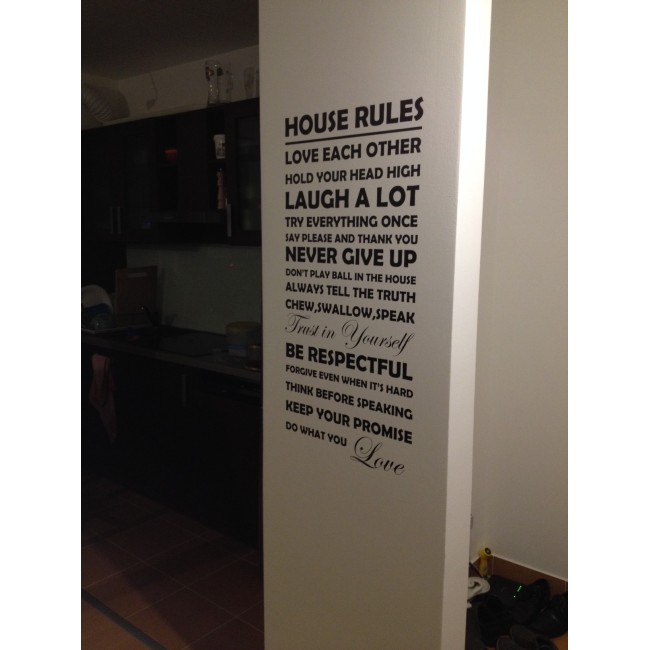 HOUSE RULES
LOVE EACH OTHER
HOLD YOUR HEAD HIGH
LAUGH A LOT
TRY EVERYTHING ONCE
SAY PLEASE AND THANK YOU
NEVER GIVE UP
DON'T PLAY BALL IN THE HOUSE
ALWAYS TELL THE TRUTH
CHEW,SWALLOW,SPEAK
Trust in Yourself
BE RESPECTFUL
FORGIVE EVEN WHEN IT'S HARD
THINK BEFORE SPEAKING
KEEP YOUR PROMISE
DO WHAT YOU Love